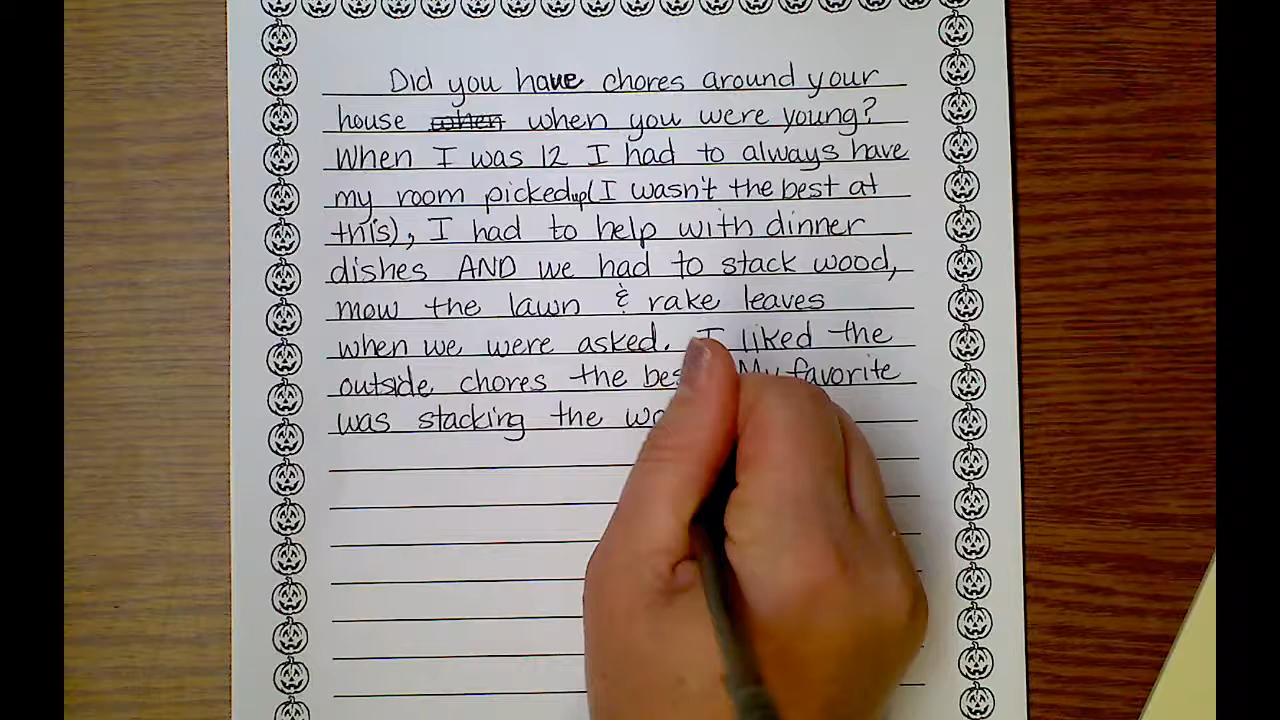 Did you have chores around your
house when when you were young?
When I was 12 I had to always have
my room picked up (I wasn't the best at
this), I had to help with dinner
dishes AND we had to stack wood,
mow the lawn & rake leaves
when we were asked. I liked the
outside chores the My favorite
was stacking the